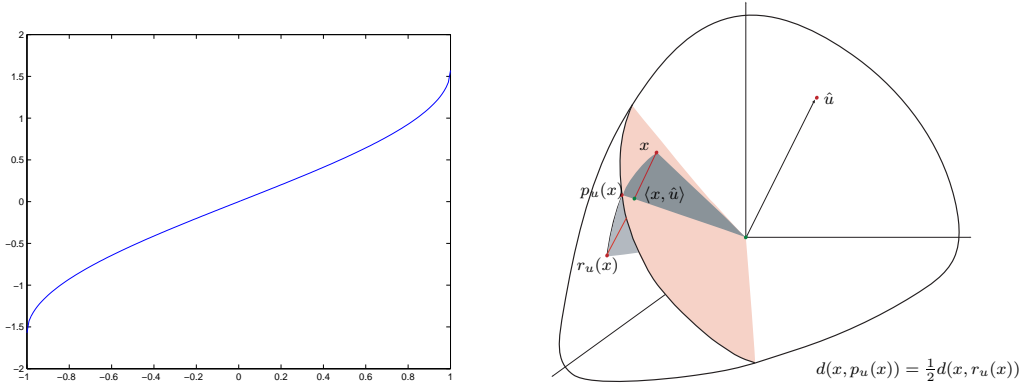 2
1.5
1
0.5
0
−0.5
−1
−1.5
−2
−1 −0.8 −0.6 −0.4 −0.2 0 0.2 0.4 0.6 0.8 1
û
x
p_u(x)
⟨x, û⟩
r_u(x)
d(x, p_u(x)) = ½d(x, r_u(x))